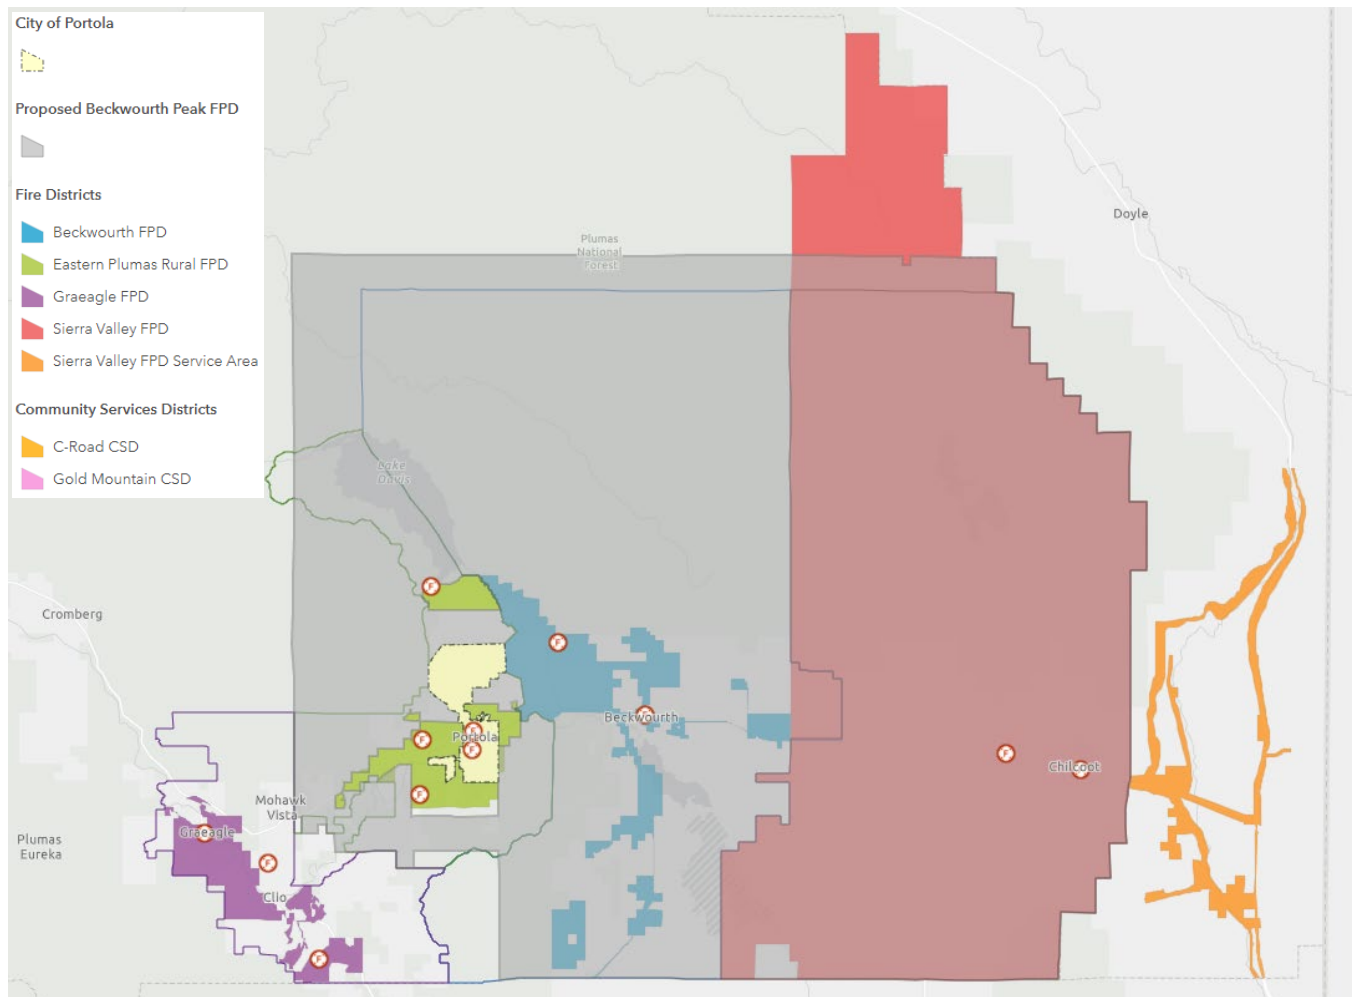 City of Portola
Proposed Beckwourth Peak FPD
Fire Districts
Beckwourth FPD
Eastern Plumas Rural FPD
Graeagle FPD
Sierra Valley FPD
Sierra Valley FPD Service Area
Community Services Districts
C-Road CSD
Gold Mountain CSD
Doyle
Plumas
National
Forest
Lake
Davis
F
Cromberg
F
F
Beckwourth
F
Portola
F
F
F
F
Chilcoot
F
F
Mohawk
Vista
Graeagle
F
Plumas
Eureka
F
Clio
F